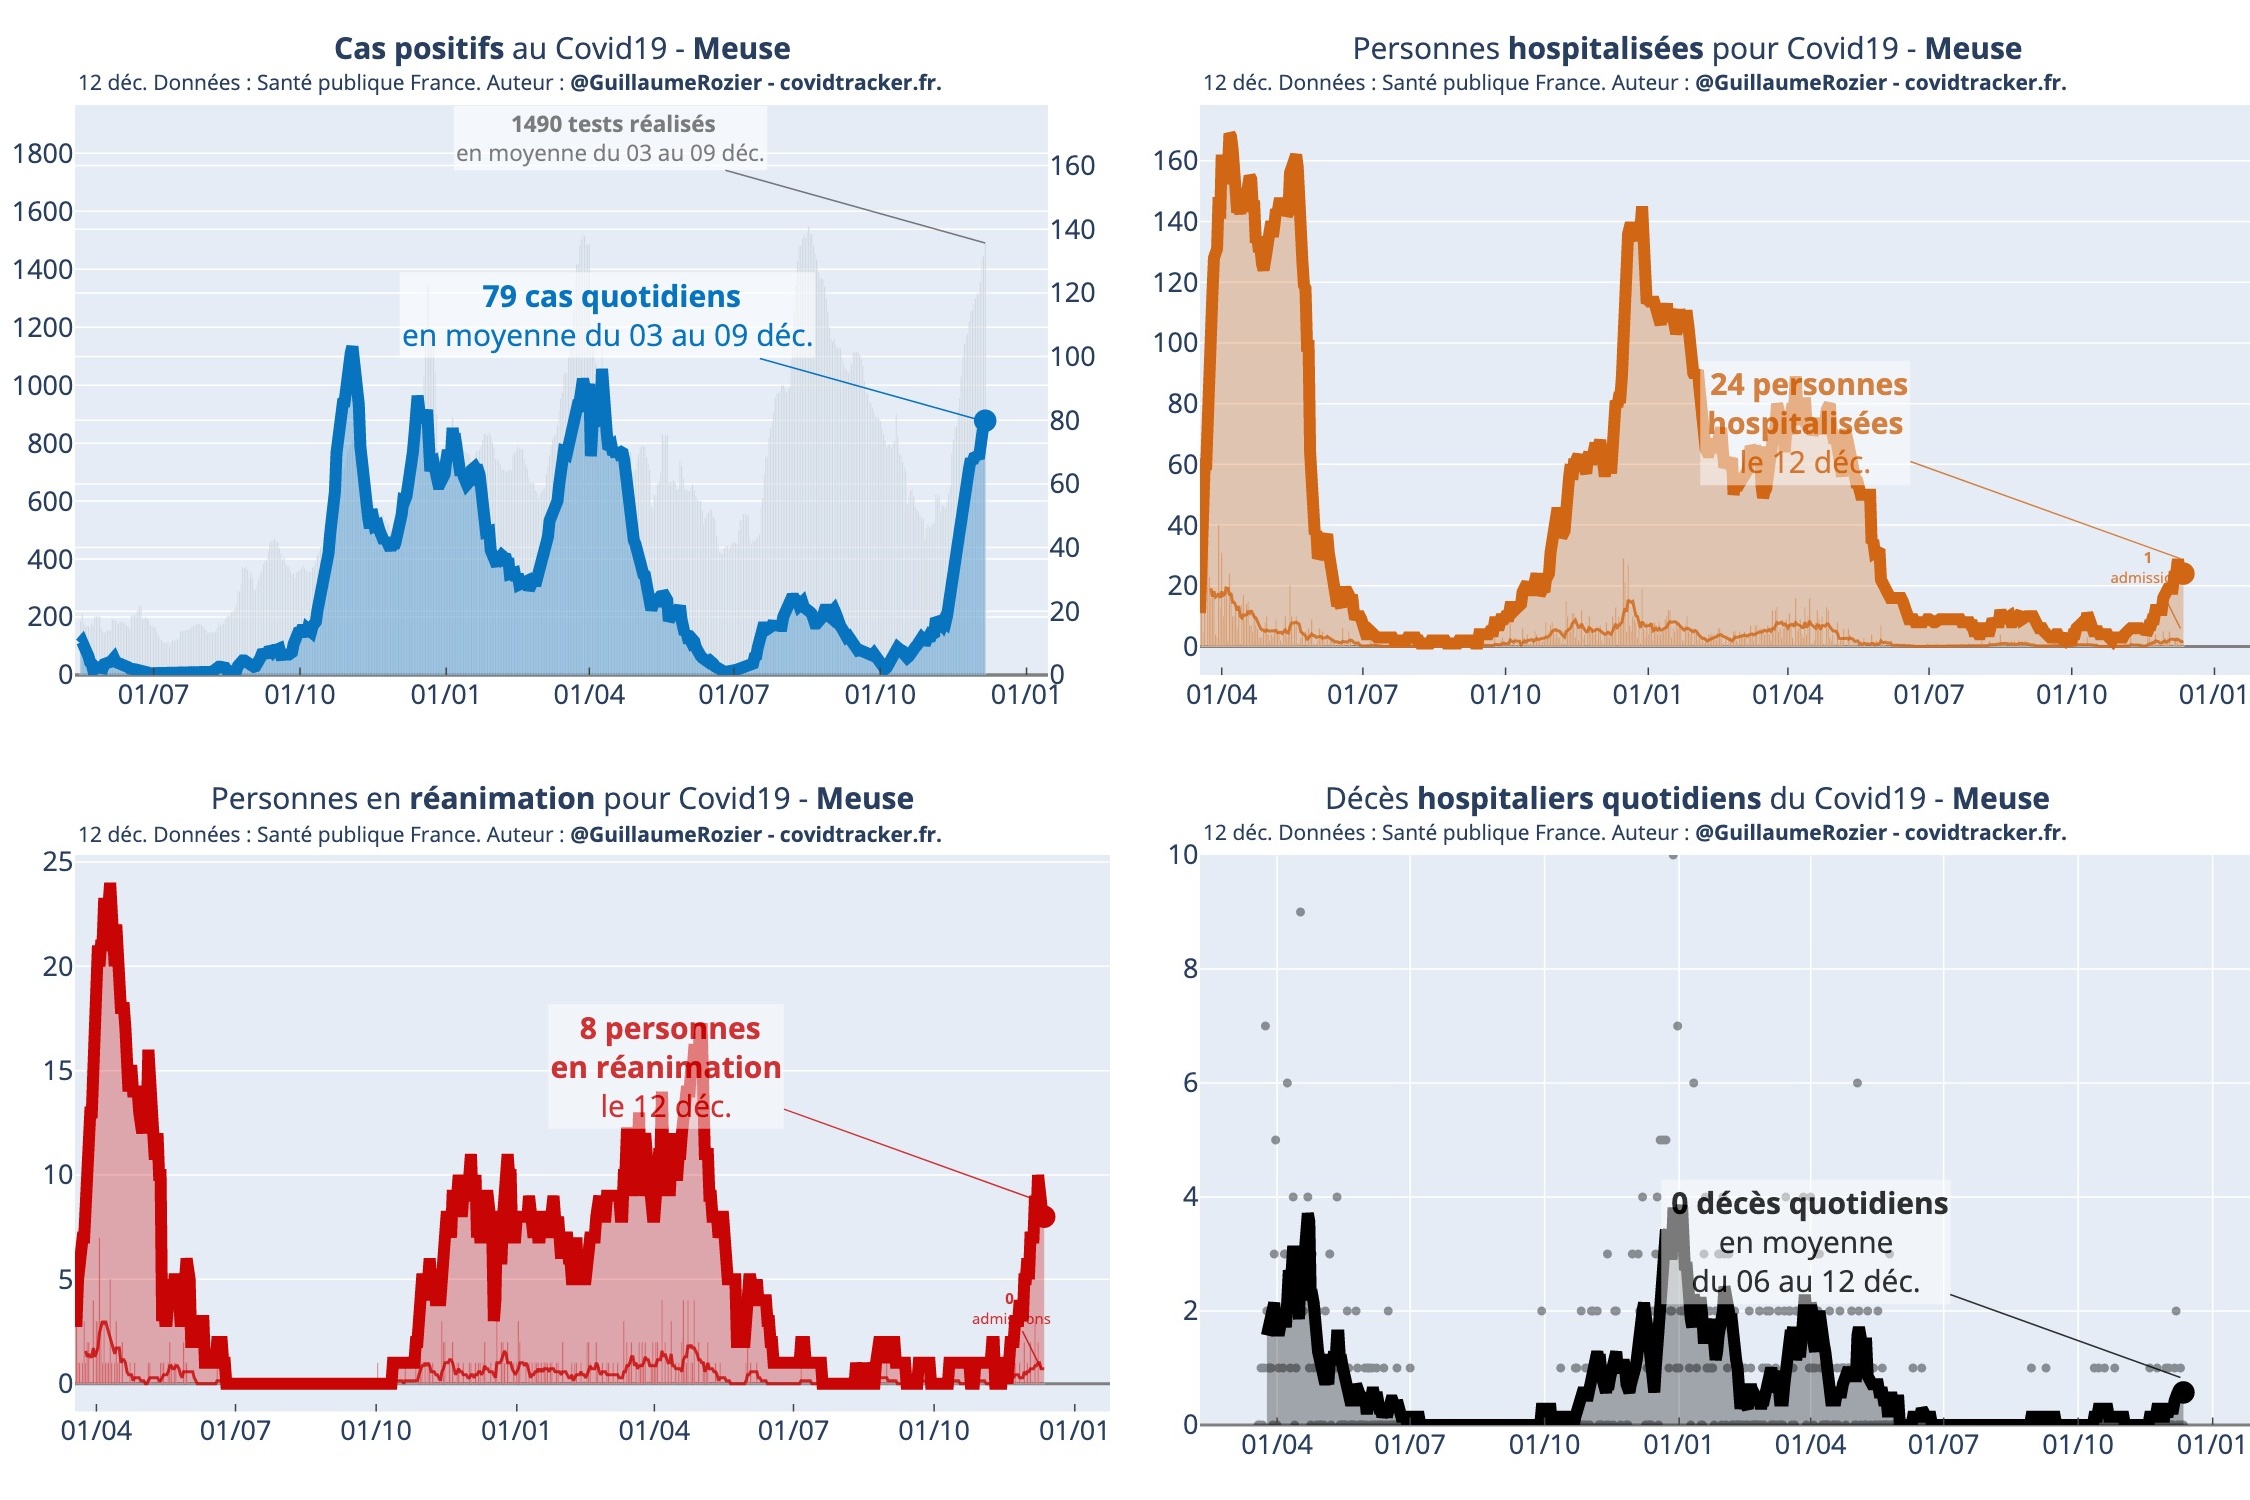 Cas positifs au Covid19 - Meuse
12 déc. Données : Santé publique France. Auteur : @GuillaumeRozier - covidtracker.fr.
1490 tests réalisés
en moyenne du 03 au 09 déc.
79 cas quotidiens
en moyenne du 03 au 09 déc.
1800
1600
1400
1200
1000
800
600
400
200
0
160
140
120
100
80
60
40
20
0
01/07 01/10 01/01 01/04 01/07 01/10 01/01
Personnes hospitalisées pour Covid19 - Meuse
12 déc. Données : Santé publique France. Auteur : @GuillaumeRozier - covidtracker.fr.
160
140
120
100
80
60
40
20
0
24 personnes
hospitalisées
le 12 déc.
1
01/04 01/07 01/10 01/01 01/04 01/07 01/10 01/01
Personnes en réanimation pour Covid19 - Meuse
12 déc. Données : Santé publique France. Auteur : @GuillaumeRozier - covidtracker.fr.
25
20
15
10
5
0
8 personnes
en réanimation
le 12 déc.
0
admissions
01/04 01/07 01/10 01/01 01/04 01/07 01/10 01/01
Décès hospitaliers quotidiens du Covid19 - Meuse
12 déc. Données : Santé publique France. Auteur : @GuillaumeRozier - covidtracker.fr.
10
8
6
4
2
0
0 décès quotidiens
en moyenne
du 06 au 12 déc.
01/04 01/07 01/10 01/01 01/04 01/07 01/10 01/01